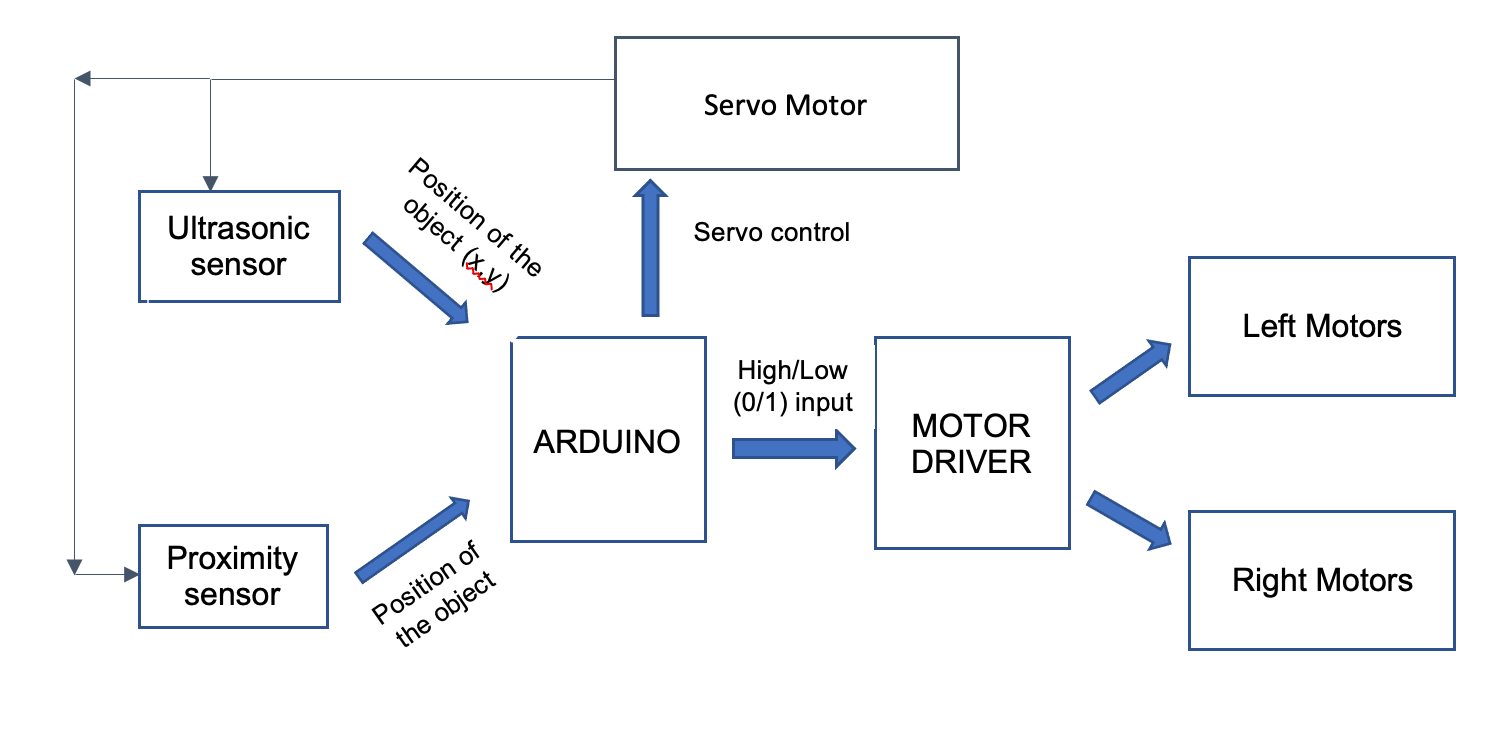 Servo Motor
Position of the
object (x,y)
Ultrasonic
sensor
Servo control
Left Motors
High/Low
(0/1) input
ARDUINO
MOTOR
DRIVER
Proximity
sensor
Position of
the object
Right Motors